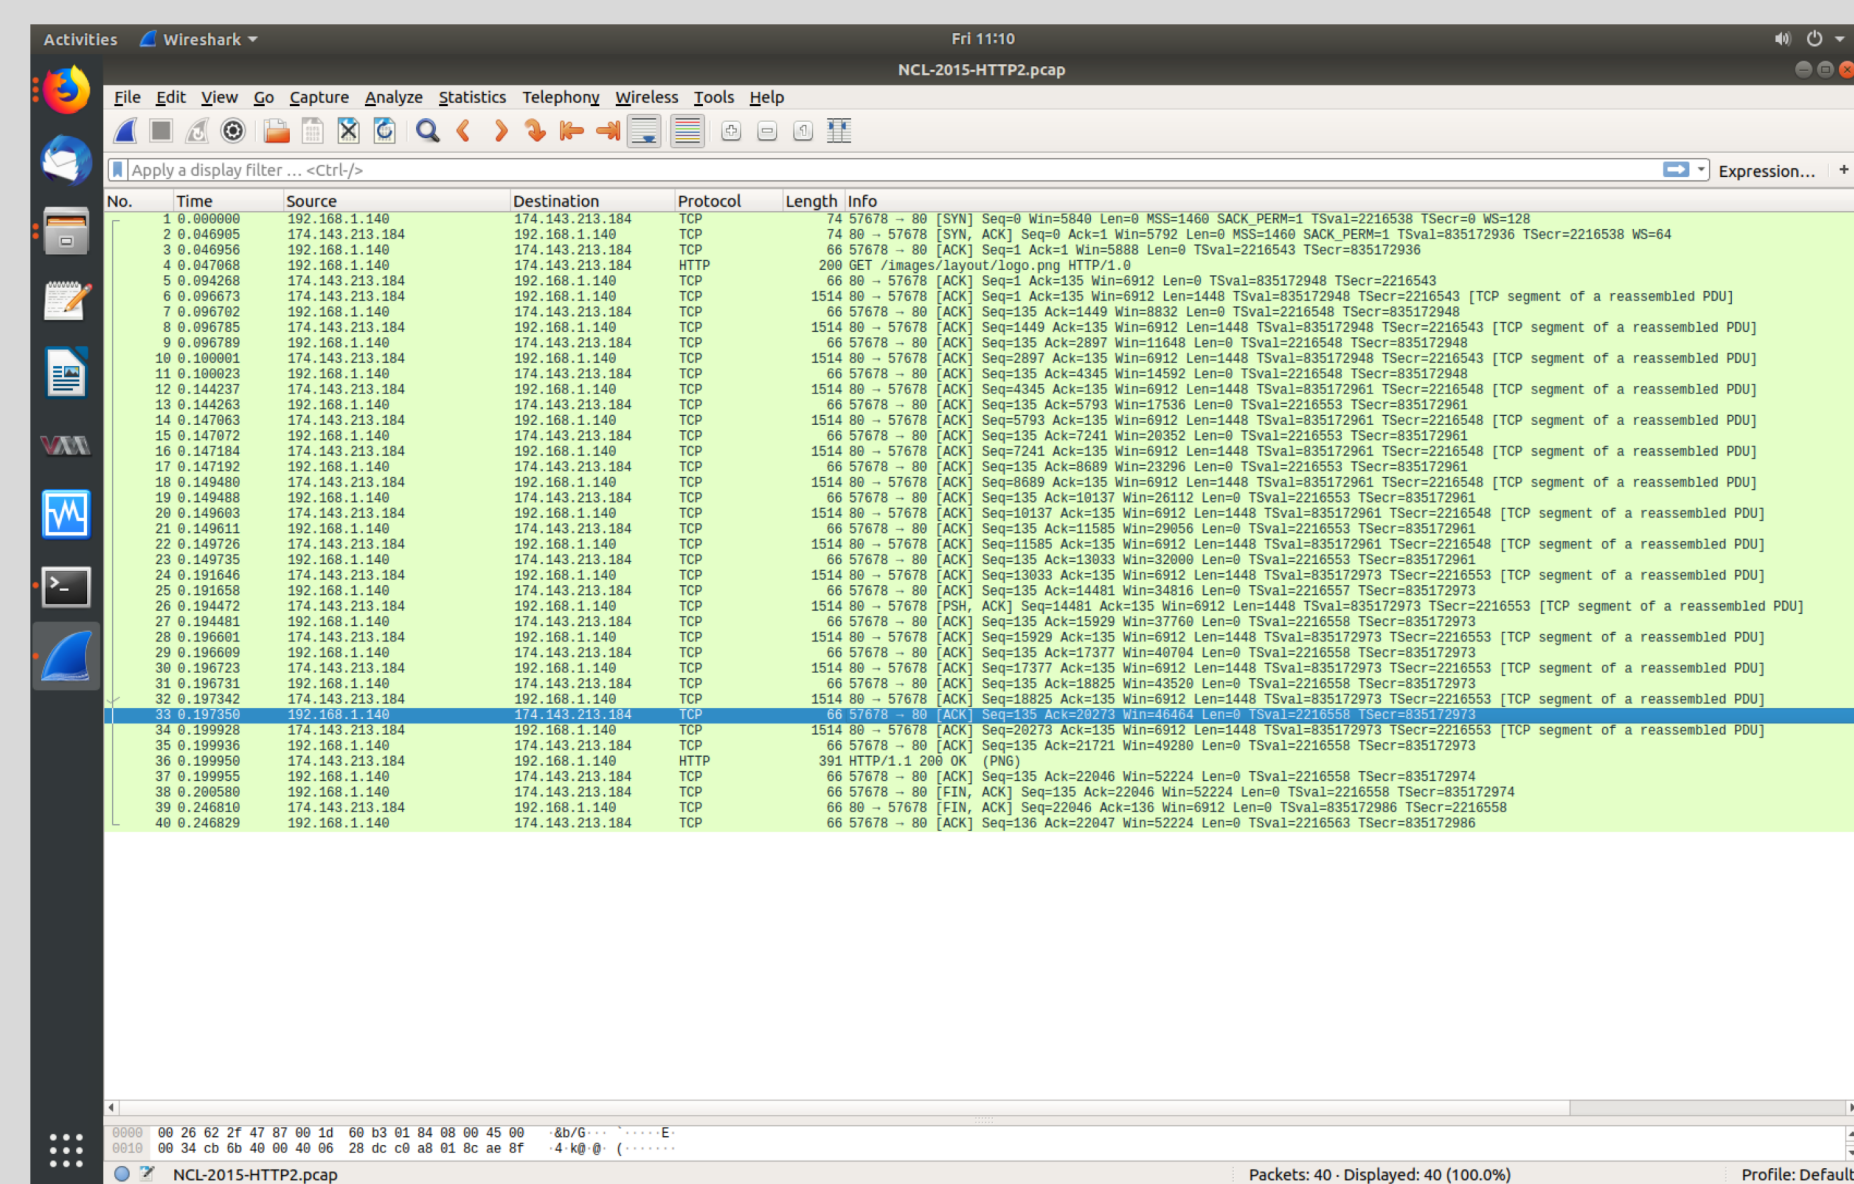 Activities Wireshark Fri 11:10
NCL-2015-HTTP2.pcap
File Edit View Go Capture Analyze Statistics Telephony Wireless Tools Help
Apply a display filter … <Ctrl-/> Expression… +
No. Time Source Destination Protocol Length Info
1 0.000000 192.168.1.140 174.143.213.184 TCP 74 57678 → 80 [SYN] Seq=0 Win=5840 Len=0 MSS=1460 SACK_PERM=1 TSval=2216538 TSecr=0 WS=128
2 0.046905 174.143.213.184 192.168.1.140 TCP 74 80 → 57678 [SYN, ACK] Seq=0 Ack=1 Win=5792 Len=0 MSS=1460 SACK_PERM=1 TSval=835172936 TSecr=2216538 WS=64
3 0.046956 192.168.1.140 174.143.213.184 TCP 66 57678 → 80 [ACK] Seq=1 Ack=1 Win=5888 Len=0 TSval=2216543 TSecr=835172936
4 0.047068 192.168.1.140 174.143.213.184 HTTP 200 GET /images/layout/logo.png HTTP/1.0
5 0.094268 174.143.213.184 192.168.1.140 TCP 66 80 → 57678 [ACK] Seq=1 Ack=135 Win=6912 Len=0 TSval=835172948 TSecr=2216543
6 0.096673 174.143.213.184 192.168.1.140 TCP 1514 80 → 57678 [ACK] Seq=1 Ack=135 Win=6912 Len=1448 TSval=835172948 TSecr=2216543 [TCP segment of a reassembled PDU]
7 0.096702 192.168.1.140 174.143.213.184 TCP 66 57678 → 80 [ACK] Seq=135 Ack=1449 Win=8832 Len=0 TSval=2216548 TSecr=835172948
8 0.096785 174.143.213.184 192.168.1.140 TCP 1514 80 → 57678 [ACK] Seq=1449 Ack=135 Win=6912 Len=1448 TSval=835172948 TSecr=2216543 [TCP segment of a reassembled PDU]
9 0.096789 192.168.1.140 174.143.213.184 TCP 66 57678 → 80 [ACK] Seq=135 Ack=2897 Win=11648 Len=0 TSval=2216548 TSecr=835172948
10 0.100001 174.143.213.184 192.168.1.140 TCP 1514 80 → 57678 [ACK] Seq=2897 Ack=135 Win=6912 Len=1448 TSval=835172948 TSecr=2216543 [TCP segment of a reassembled PDU]
11 0.100023 192.168.1.140 174.143.213.184 TCP 66 57678 → 80 [ACK] Seq=135 Ack=4345 Win=14592 Len=0 TSval=2216548 TSecr=835172948
12 0.144237 174.143.213.184 192.168.1.140 TCP 1514 80 → 57678 [ACK] Seq=4345 Ack=135 Win=6912 Len=1448 TSval=835172961 TSecr=2216548 [TCP segment of a reassembled PDU]
13 0.144263 192.168.1.140 174.143.213.184 TCP 66 57678 → 80 [ACK] Seq=135 Ack=5793 Win=17536 Len=0 TSval=2216553 TSecr=835172961
14 0.147063 174.143.213.184 192.168.1.140 TCP 1514 80 → 57678 [ACK] Seq=5793 Ack=135 Win=6912 Len=1448 TSval=835172961 TSecr=2216548 [TCP segment of a reassembled PDU]
15 0.147072 192.168.1.140 174.143.213.184 TCP 66 57678 → 80 [ACK] Seq=135 Ack=7241 Win=20352 Len=0 TSval=2216553 TSecr=835172961
16 0.147184 174.143.213.184 192.168.1.140 TCP 1514 80 → 57678 [ACK] Seq=7241 Ack=135 Win=6912 Len=1448 TSval=835172961 TSecr=2216548 [TCP segment of a reassembled PDU]
17 0.147192 192.168.1.140 174.143.213.184 TCP 66 57678 → 80 [ACK] Seq=135 Ack=8689 Win=23296 Len=0 TSval=2216553 TSecr=835172961
18 0.149480 174.143.213.184 192.168.1.140 TCP 1514 80 → 57678 [ACK] Seq=8689 Ack=135 Win=6912 Len=1448 TSval=835172961 TSecr=2216548 [TCP segment of a reassembled PDU]
19 0.149488 192.168.1.140 174.143.213.184 TCP 66 57678 → 80 [ACK] Seq=135 Ack=10137 Win=26112 Len=0 TSval=2216553 TSecr=835172961
20 0.149603 174.143.213.184 192.168.1.140 TCP 1514 80 → 57678 [ACK] Seq=10137 Ack=135 Win=6912 Len=1448 TSval=835172961 TSecr=2216548 [TCP segment of a reassembled PDU]
21 0.149611 192.168.1.140 174.143.213.184 TCP 66 57678 → 80 [ACK] Seq=135 Ack=11585 Win=29056 Len=0 TSval=2216553 TSecr=835172961
22 0.149726 174.143.213.184 192.168.1.140 TCP 1514 80 → 57678 [ACK] Seq=11585 Ack=135 Win=6912 Len=1448 TSval=835172961 TSecr=2216548 [TCP segment of a reassembled PDU]
23 0.149735 192.168.1.140 174.143.213.184 TCP 66 57678 → 80 [ACK] Seq=135 Ack=13033 Win=32000 Len=0 TSval=2216553 TSecr=835172961
24 0.191646 174.143.213.184 192.168.1.140 TCP 1514 80 → 57678 [ACK] Seq=13033 Ack=135 Win=6912 Len=1448 TSval=835172973 TSecr=2216553 [TCP segment of a reassembled PDU]
25 0.191658 192.168.1.140 174.143.213.184 TCP 66 57678 → 80 [ACK] Seq=135 Ack=14481 Win=34816 Len=0 TSval=2216557 TSecr=835172973
26 0.194472 174.143.213.184 192.168.1.140 TCP 1514 80 → 57678 [PSH, ACK] Seq=14481 Ack=135 Win=6912 Len=1448 TSval=835172973 TSecr=2216553 [TCP segment of a reassembled PDU]
27 0.194481 192.168.1.140 174.143.213.184 TCP 66 57678 → 80 [ACK] Seq=135 Ack=15929 Win=37760 Len=0 TSval=2216558 TSecr=835172973
28 0.196601 174.143.213.184 192.168.1.140 TCP 1514 80 → 57678 [ACK] Seq=15929 Ack=135 Win=6912 Len=1448 TSval=835172973 TSecr=2216553 [TCP segment of a reassembled PDU]
29 0.196609 192.168.1.140 174.143.213.184 TCP 66 57678 → 80 [ACK] Seq=135 Ack=17377 Win=40704 Len=0 TSval=2216558 TSecr=835172973
30 0.196723 174.143.213.184 192.168.1.140 TCP 1514 80 → 57678 [ACK] Seq=17377 Ack=135 Win=6912 Len=1448 TSval=835172973 TSecr=2216553 [TCP segment of a reassembled PDU]
31 0.196731 192.168.1.140 174.143.213.184 TCP 66 57678 → 80 [ACK] Seq=135 Ack=18825 Win=43520 Len=0 TSval=2216558 TSecr=835172973
32 0.197342 174.143.213.184 192.168.1.140 TCP 1514 80 → 57678 [ACK] Seq=18825 Ack=135 Win=6912 Len=1448 TSval=835172973 TSecr=2216553 [TCP segment of a reassembled PDU]
33 0.197350 192.168.1.140 174.143.213.184 TCP 66 57678 → 80 [ACK] Seq=135 Ack=20273 Win=46464 Len=0 TSval=2216558 TSecr=835172973
34 0.199928 174.143.213.184 192.168.1.140 TCP 1514 80 → 57678 [ACK] Seq=20273 Ack=135 Win=6912 Len=1448 TSval=835172973 TSecr=2216553 [TCP segment of a reassembled PDU]
35 0.199936 192.168.1.140 174.143.213.184 TCP 66 57678 → 80 [ACK] Seq=135 Ack=21721 Win=49280 Len=0 TSval=2216558 TSecr=835172973
36 0.199950 174.143.213.184 192.168.1.140 HTTP 391 HTTP/1.1 200 OK (PNG)
37 0.199955 192.168.1.140 174.143.213.184 TCP 66 57678 → 80 [ACK] Seq=135 Ack=22046 Win=52224 Len=0 TSval=2216558 TSecr=835172974
38 0.200580 192.168.1.140 174.143.213.184 TCP 66 57678 → 80 [FIN, ACK] Seq=135 Ack=22046 Win=52224 Len=0 TSval=2216558 TSecr=835172974
39 0.246810 174.143.213.184 192.168.1.140 TCP 66 80 → 57678 [FIN, ACK] Seq=22046 Ack=136 Win=6912 Len=0 TSval=835172986 TSecr=2216558
40 0.246829 192.168.1.140 174.143.213.184 TCP 66 57678 → 80 [ACK] Seq=136 Ack=22047 Win=52224 Len=0 TSval=2216563 TSecr=835172986
0000 00 26 62 2f 47 87 00 1d 60 b3 01 84 08 00 45 00 ·&b/G··· `·····E·
0010 00 34 cb 6b 40 00 40 06 28 dc c0 a8 01 8c ae 8f ·4·k@·@· (·······
NCL-2015-HTTP2.pcap Packets: 40 · Displayed: 40 (100.0%) Profile: Default